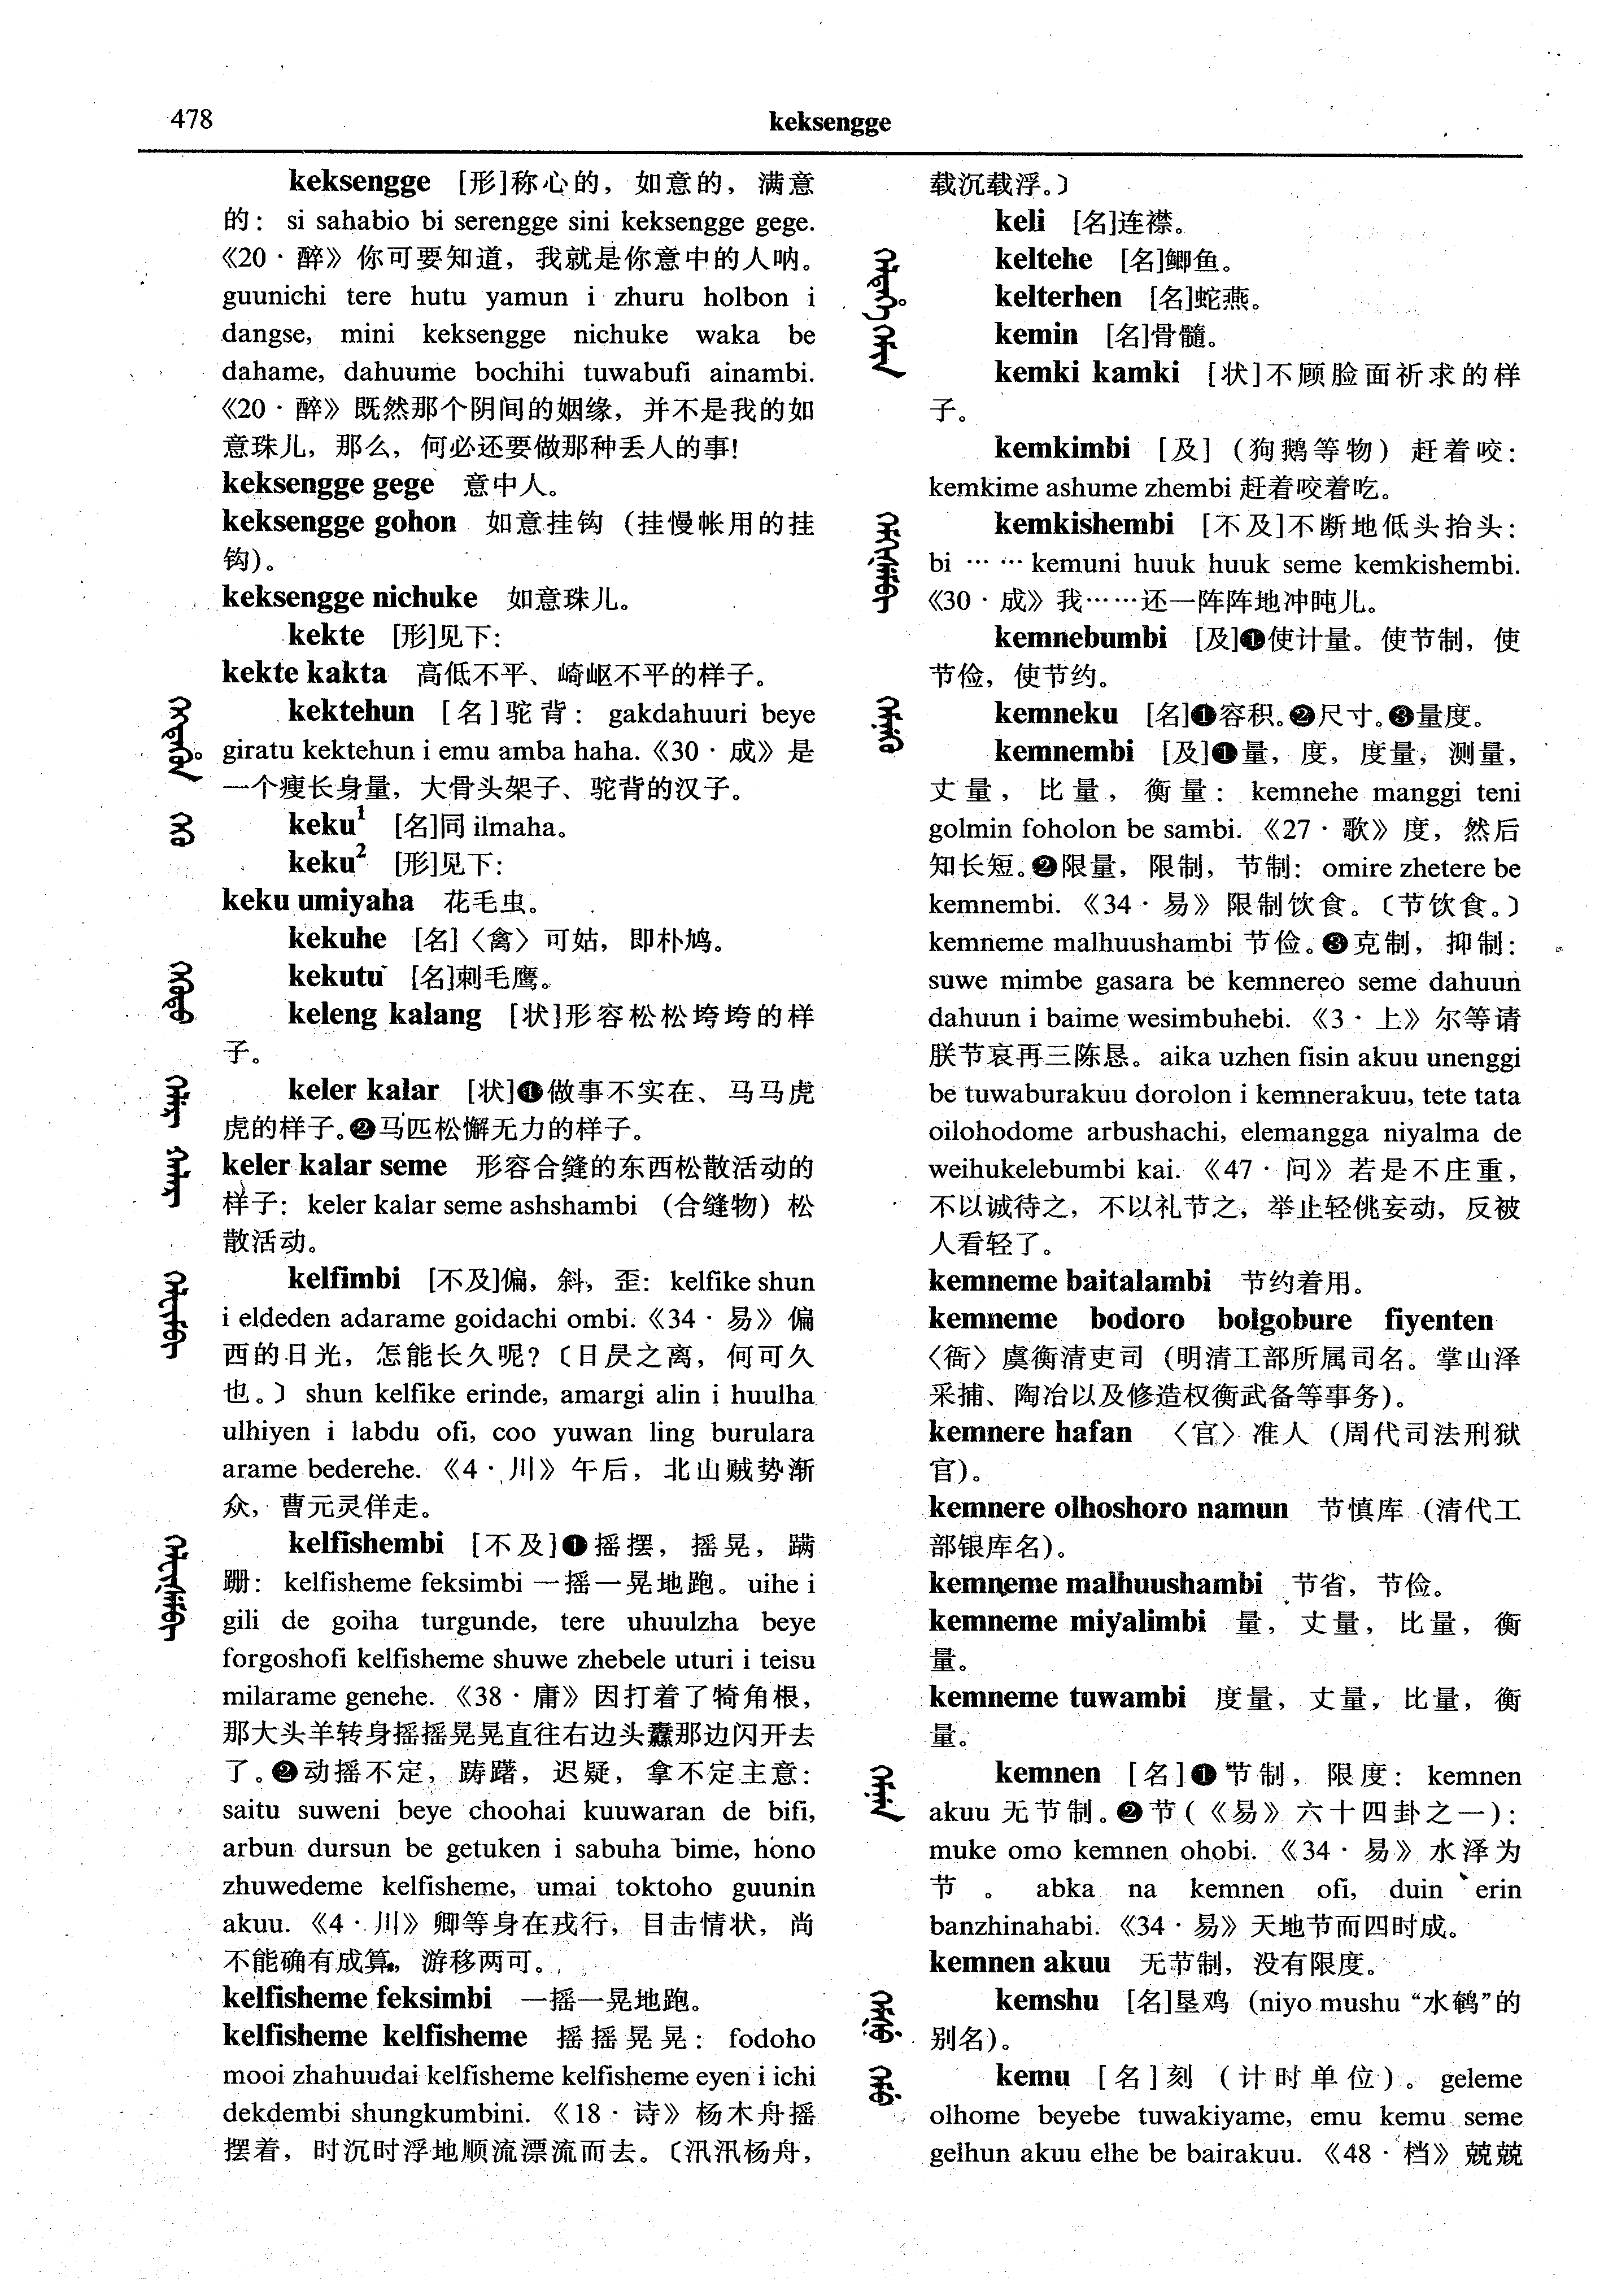 478
keksengge
keksengge [形]称心的，如意的，满意
的：si sahabio bi serengge sini keksengge gege.
《20·醉》你可要知道，我就是你意中的人呐。
guunichi tere hutu yamun i zhuru holbon i
dangse, mini keksengge nichuke waka be
dahame, dahuume bochihi tuwabufi ainambi.
《20·醉》既然那个阴间的姻缘，并不是我的如
意珠儿，那么，何必还要做那种丢人的事！
keksengge gege 意中人。
keksengge gohon 如意挂钩（挂慢帐用的挂
钩）。
keksengge nichuke 如意珠儿。
kekte [形]见下：
kekte kakta 高低不平、崎岖不平的样子。
kektehun [名]驼背：gakdahuuri beye
giratu kektehun i emu amba haha.《30·成》是
一个瘦长身量，大骨头架子、驼背的汉子。
keku¹ [名]同 ilmaha。
keku² [形]见下：
keku umiyaha 花毛虫。
kekuhe [名]〈禽〉可姑，即朴鸠。
kekutu [名]刺毛鹰。
keleng kalang [状]形容松松垮垮的样
子。
keler kalar [状]❶做事不实在、马马虎
虎的样子。❷马匹松懈无力的样子。
keler kalar seme 形容合缝的东西松散活动的
样子：keler kalar seme ashshambi （合缝物）松
散活动。
kelfimbi [不及]偏，斜，歪：kelfike shun
i eldeden adarame goidachi ombi.《34·易》偏
西的日光，怎能长久呢？〔日昃之离，何可久
也。〕shun kelfike erinde, amargi alin i huulha
ulhiyen i labdu ofi, coo yuwan ling burulara
arame bederehe.《4·川》午后，北山贼势渐
众，曹元灵佯走。
kelfishembi [不及]❶摇摆，摇晃，蹒
跚：kelfisheme feksimbi 一摇一晃地跑。uihe i
gili de goiha turgunde, tere uhuulzha beye
forgoshofi kelfisheme shuwe zhebele uturi i teisu
milarame genehe.《38·庸》因打着了犄角根，
那大头羊转身摇摇晃晃直往右边头纛那边闪开去
了。❷动摇不定，踌躇，迟疑，拿不定主意：
saitu suweni beye choohai kuuwaran de bifi,
arbun dursun be getuken i sabuha bime, hono
zhuwedeme kelfisheme, umai toktoho guunin
akuu.《4·川》卿等身在戎行，目击情状，尚
不能确有成算，游移两可。
kelfisheme feksimbi 一摇一晃地跑。
kelfisheme kelfisheme 摇摇晃晃：fodoho
mooi zhahuudai kelfisheme kelfisheme eyen i ichi
dekdembi shungkumbini.《18·诗》杨木舟摇
摆着，时沉时浮地顺流漂流而去。〔汎汎杨舟，
载沉载浮。〕
keli [名]连襟。
keltehe [名]鲫鱼。
kelterhen [名]蛇燕。
kemin [名]骨髓。
kemki kamki [状]不顾脸面祈求的样
子。
kemkimbi [及]（狗鹅等物）赶着咬：
kemkime ashume zhembi 赶着咬着吃。
kemkishembi [不及]不断地低头抬头：
bi …… kemuni huuk huuk seme kemkishembi.
《30·成》我……还一阵阵地冲盹儿。
kemnebumbi [及]❶使计量。使节制，使
节俭，使节约。
kemneku [名]❶容积。❷尺寸。❸量度。
kemnembi [及]❶量，度，度量，测量，
丈量，比量，衡量：kemnehe manggi teni
golmin foholon be sambi.《27·歌》度，然后
知长短。❷限量，限制，节制：omire zhetere be
kemnembi.《34·易》限制饮食。〔节饮食。〕
kemneme malhuushambi 节俭。❸克制，抑制：
suwe mimbe gasara be kemnereo seme dahuun
dahuun i baime wesimbuhebi.《3·上》尔等请
朕节哀再三陈恳。aika uzhen fisin akuu unenggi
be tuwaburakuu dorolon i kemnerakuu, tete tata
oilohodome arbushachi, elemangga niyalma de
weihukelebumbi kai.《47·问》若是不庄重，
不以诚待之，不以礼节之，举止轻佻妄动，反被
人看轻了。
kemneme baitalambi 节约着用。
kemneme bodoro bolgobure fiyenten
〈衙〉虞衡清吏司（明清工部所属司名。掌山泽
采捕、陶冶以及修造权衡武备等事务）。
kemnere hafan 〈官〉准人（周代司法刑狱
官）。
kemnere olhoshoro namun 节慎库（清代工
部银库名）。
kemneme malhuushambi 节省，节俭。
kemneme miyalimbi 量，丈量，比量，衡
量。
kemneme tuwambi 度量，丈量，比量，衡
量。
kemnen [名]❶节制，限度：kemnen
akuu 无节制。❷节（《易》六十四卦之一）：
muke omo kemnen ohobi.《34·易》水泽为
节。abka na kemnen ofi, duin erin
banzhinahabi.《34·易》天地节而四时成。
kemnen akuu 无节制，没有限度。
kemshu [名]垦鸡（niyo mushu “水鹌”的
别名）。
kemu [名]刻（计时单位）。geleme
olhome beyebe tuwakiyame, emu kemu seme
gelhun akuu elhe be bairakuu.《48·档》兢兢